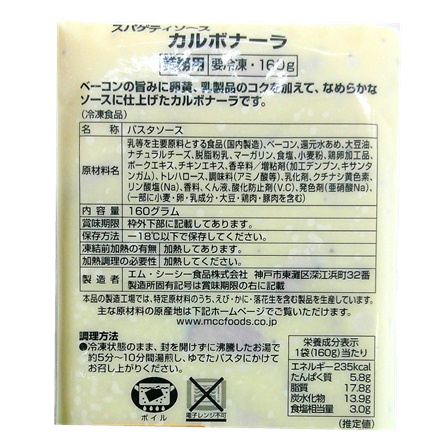 スパゲティソース
カルボナーラ
業務用 要冷凍・160g
ベーコンの旨みに卵黄、乳製品のコクを加えて、なめらかな
ソースに仕上げたカルボナーラです。
(冷凍食品)
名称 パスタソース
原材料名 乳等を主要原料とする食品(国内製造)、ベーコン、還元水あめ、大豆油、
ナチュラルチーズ、脱脂粉乳、マーガリン、食塩、小麦粉、鶏卵加工品、
ポークエキス、チキンエキス、香辛料/増粘剤(加工デンプン、キサンタ
ンガム)、トレハロース、調味料(アミノ酸等)、乳化剤、クチナシ黄色素、
リン酸塩(Na)、香料、くん液、酸化防止剤(V.C)、発色剤(亜硝酸Na)、
(一部に小麦・卵・乳成分・大豆・鶏肉・豚肉を含む)
内容量 160グラム
賞味期限 枠外下部に記載してあります。
保存方法 −18℃以下で保存してください。
凍結前加熱の有無 加熱してあります。
加熱調理の必要性 加熱してください。
製造者 エム・シーシー食品株式会社 神戸市東灘区深江浜町32番
製造所固有記号は賞味期限の右に記載
本品の製造工場では、特定原材料のうち、えび・かに・落花生を含む製品を生産しています。
主な原材料の原産地は下記ホームページでご覧いただけます。
www.mccfoods.co.jp
調理方法
●冷凍状態のまま、封を開けずに沸騰したお湯で
約5分〜10分間湯煎し、ゆでたパスタにかけて
お召し上がりください。
ボイル
電子レンジ不可
栄養成分表示
1袋(160g)当たり
エネルギー 235kcal
たんぱく質 5.8g
脂質 17.8g
炭水化物 13.9g
食塩相当量 3.0g
(推定値)